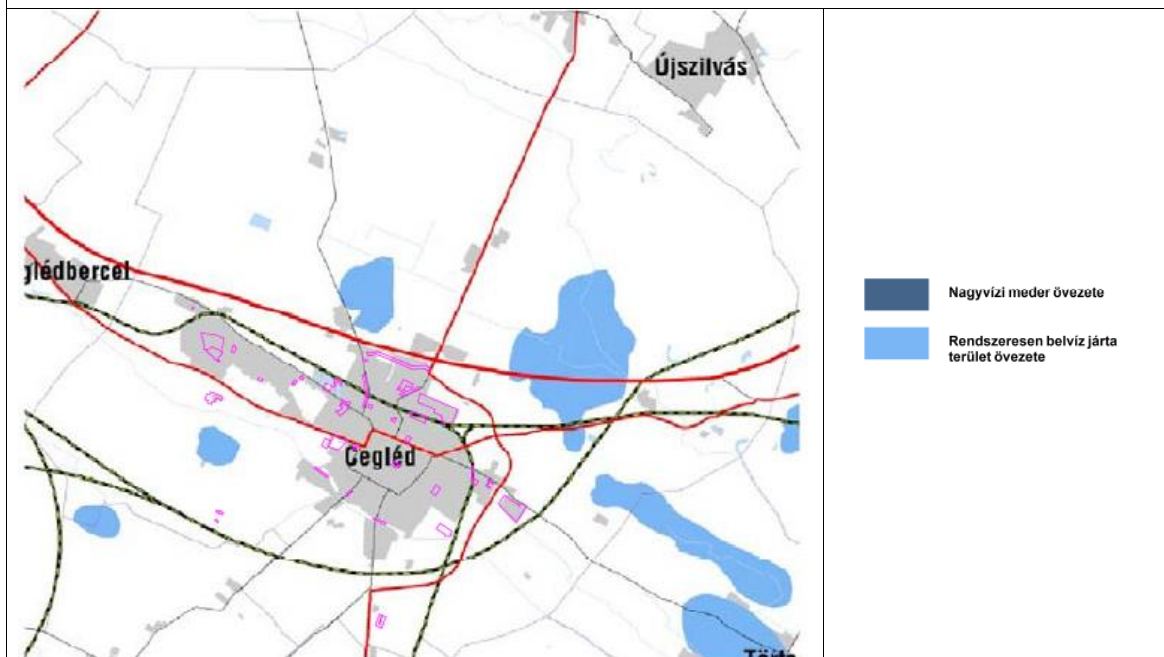 Újszilvás
glédbercel
Cegléd
Nagyvízi meder övezete
Rendszeresen belvíz járta
terület övezete